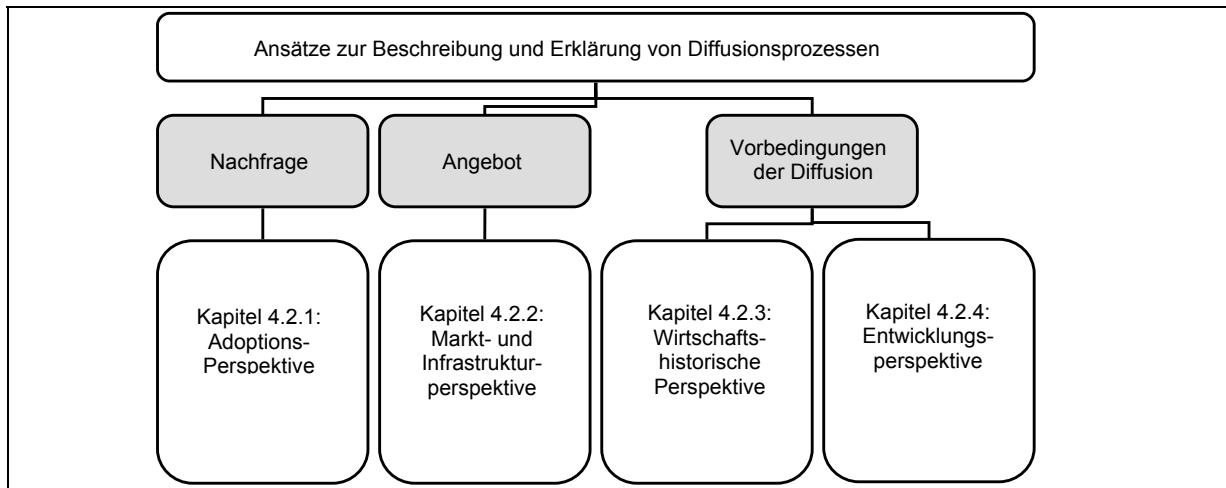 Ansätze zur Beschreibung und Erklärung von Diffusionsprozessen
Nachfrage
Angebot
Vorbedingungen
der Diffusion
Kapitel 4.2.1:
Adoptions-
Perspektive
Kapitel 4.2.2:
Markt- und
Infrastruktur-
perspektive
Kapitel 4.2.3:
Wirtschafts-
historische
Perspektive
Kapitel 4.2.4:
Entwicklungs-
perspektive